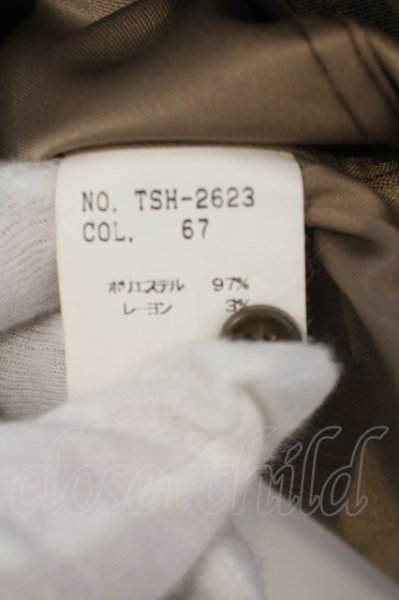 NO. TSH-2623
COL. 67
ポリエステル 97%
レーヨン 3%
closet child